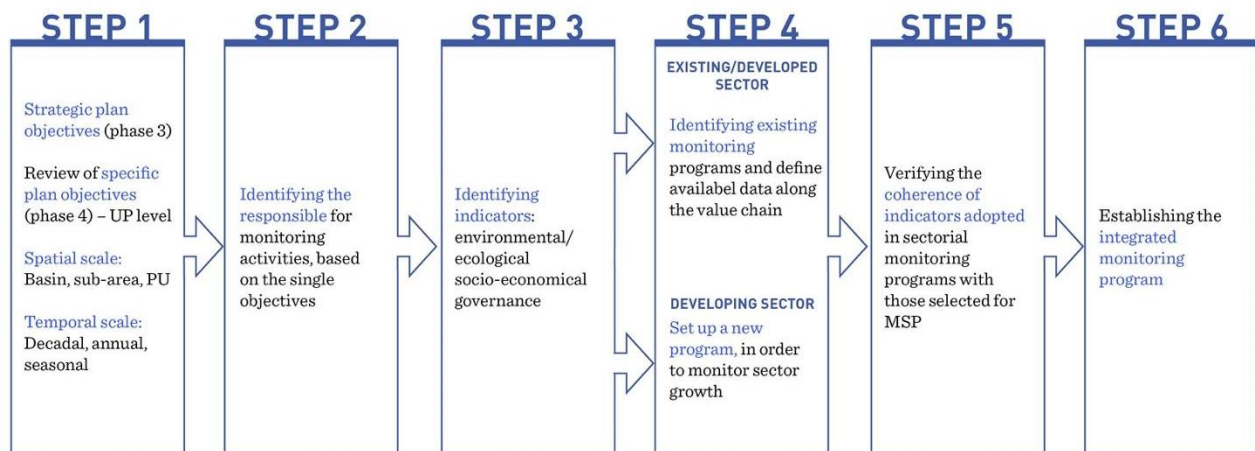 STEP 1
Strategic plan
objectives (phase 3)
Review of specific
plan objectives
(phase 4) – UP level
Spatial scale:
Basin, sub-area, PU
Temporal scale:
Decadal, annual,
seasonal
STEP 2
Identifying the
responsible for
monitoring
activities, based
on the single
objectives
STEP 3
Identifying
indicators:
environmental/
ecological
socio-economical
governance
STEP 4
EXISTING/DEVELOPED
SECTOR
Identifying existing
monitoring
programs and define
availabel data along
the value chain
DEVELOPING SECTOR
Set up a new
program, in order
to monitor sector
growth
STEP 5
Verifying the
coherence of
indicators adopted
in sectorial
monitoring
programs with
those selected for
MSP
STEP 6
Establishing the
integrated
monitoring
program